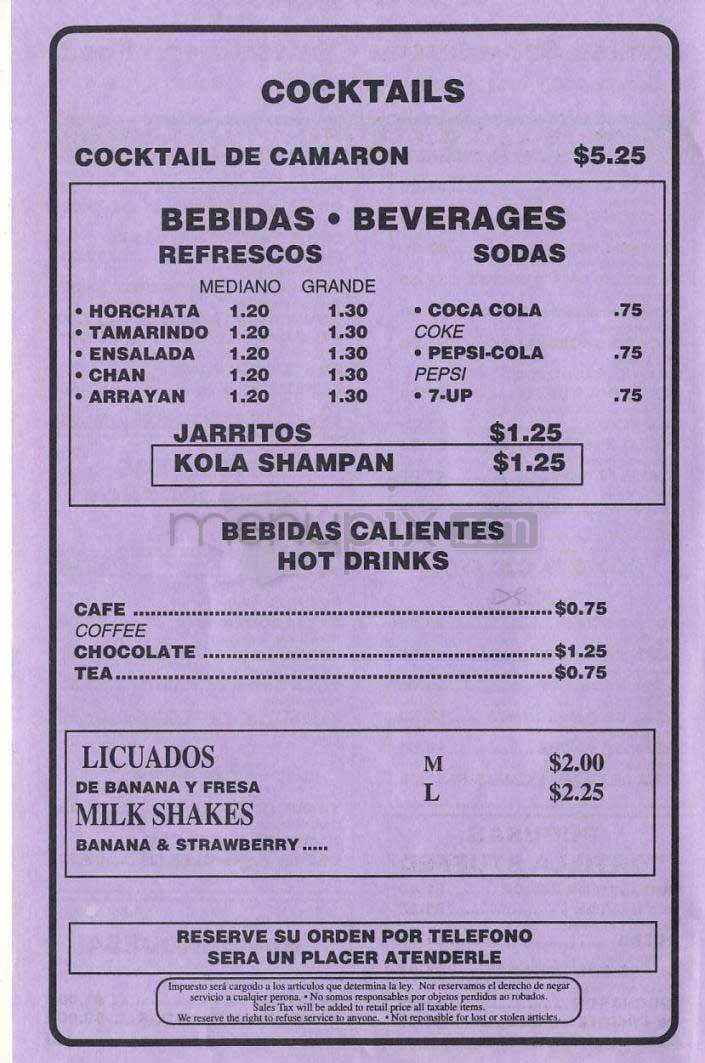 COCKTAILS
COCKTAIL DE CAMARON $5.25
BEBIDAS • BEVERAGES
REFRESCOS SODAS
MEDIANO GRANDE
• HORCHATA 1.20 1.30 • COCA COLA .75
• TAMARINDO 1.20 1.30 COKE
• ENSALADA 1.20 1.30 • PEPSI-COLA .75
• CHAN 1.20 1.30 PEPSI
• ARRAYAN 1.20 1.30 • 7-UP .75
JARRITOS $1.25
KOLA SHAMPAN $1.25
menupix.com
BEBIDAS CALIENTES
HOT DRINKS
CAFE ........................................................ $0.75
COFFEE
CHOCOLATE ............................................... $1.25
TEA .......................................................... $0.75
LICUADOS M $2.00
DE BANANA Y FRESA L $2.25
MILK SHAKES
BANANA & STRAWBERRY.....
RESERVE SU ORDEN POR TELEFONO
SERA UN PLACER ATENDERLE
Impuesto será cargodo a los articulos que determina la ley. Nor reservamos el derecho de negar
servicio a cualqier perona. • No somos responsables por objetos perdidos au robados.
Sales Tax will be added to retail price all taxable items.
We reserve the right to refuse service to anyone. • Not reponsible for lost or stolen articles.